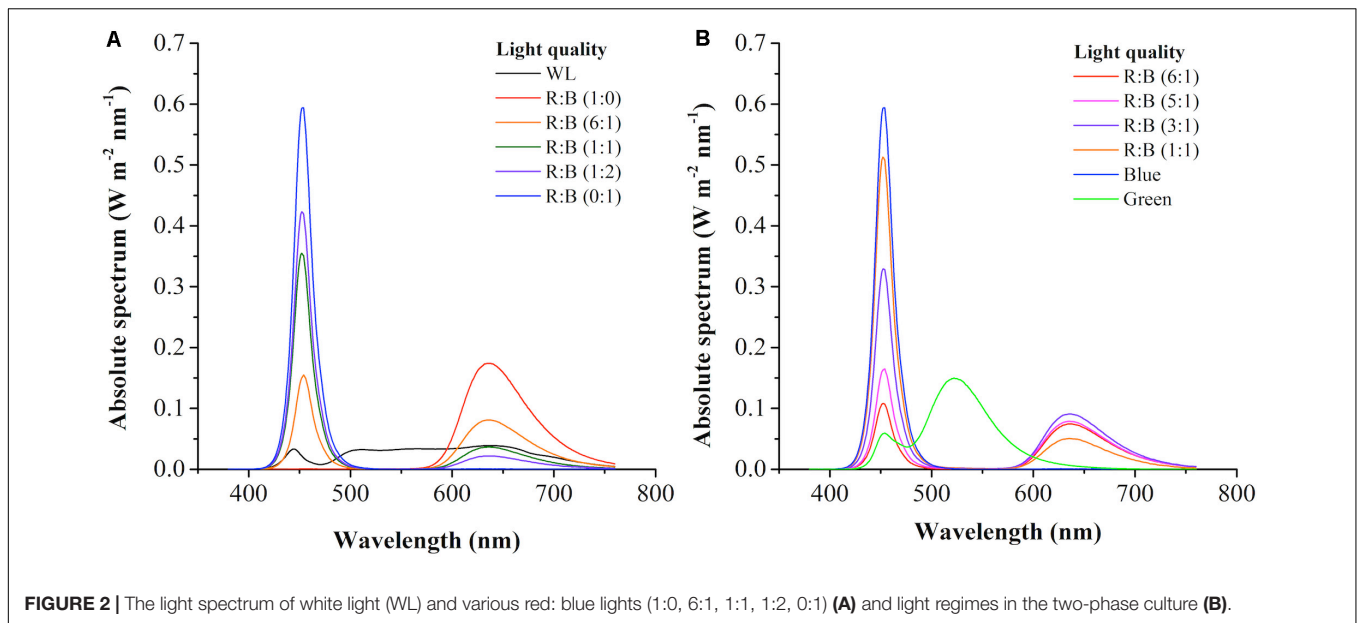 A
Absolute spectrum (W m⁻² nm⁻¹)
0.7
0.6
0.5
0.4
0.3
0.2
0.1
0.0
Light quality
WL
R:B (1:0)
R:B (6:1)
R:B (1:1)
R:B (1:2)
R:B (0:1)
400 500 600 700 800
Wavelength (nm)
B
Absolute spectrum (W m⁻² nm⁻¹)
0.7
0.6
0.5
0.4
0.3
0.2
0.1
0.0
Light quality
R:B (6:1)
R:B (5:1)
R:B (3:1)
R:B (1:1)
Blue
Green
400 500 600 700 800
Wavelength (nm)
FIGURE 2 | The light spectrum of white light (WL) and various red: blue lights (1:0, 6:1, 1:1, 1:2, 0:1) (A) and light regimes in the two-phase culture (B).